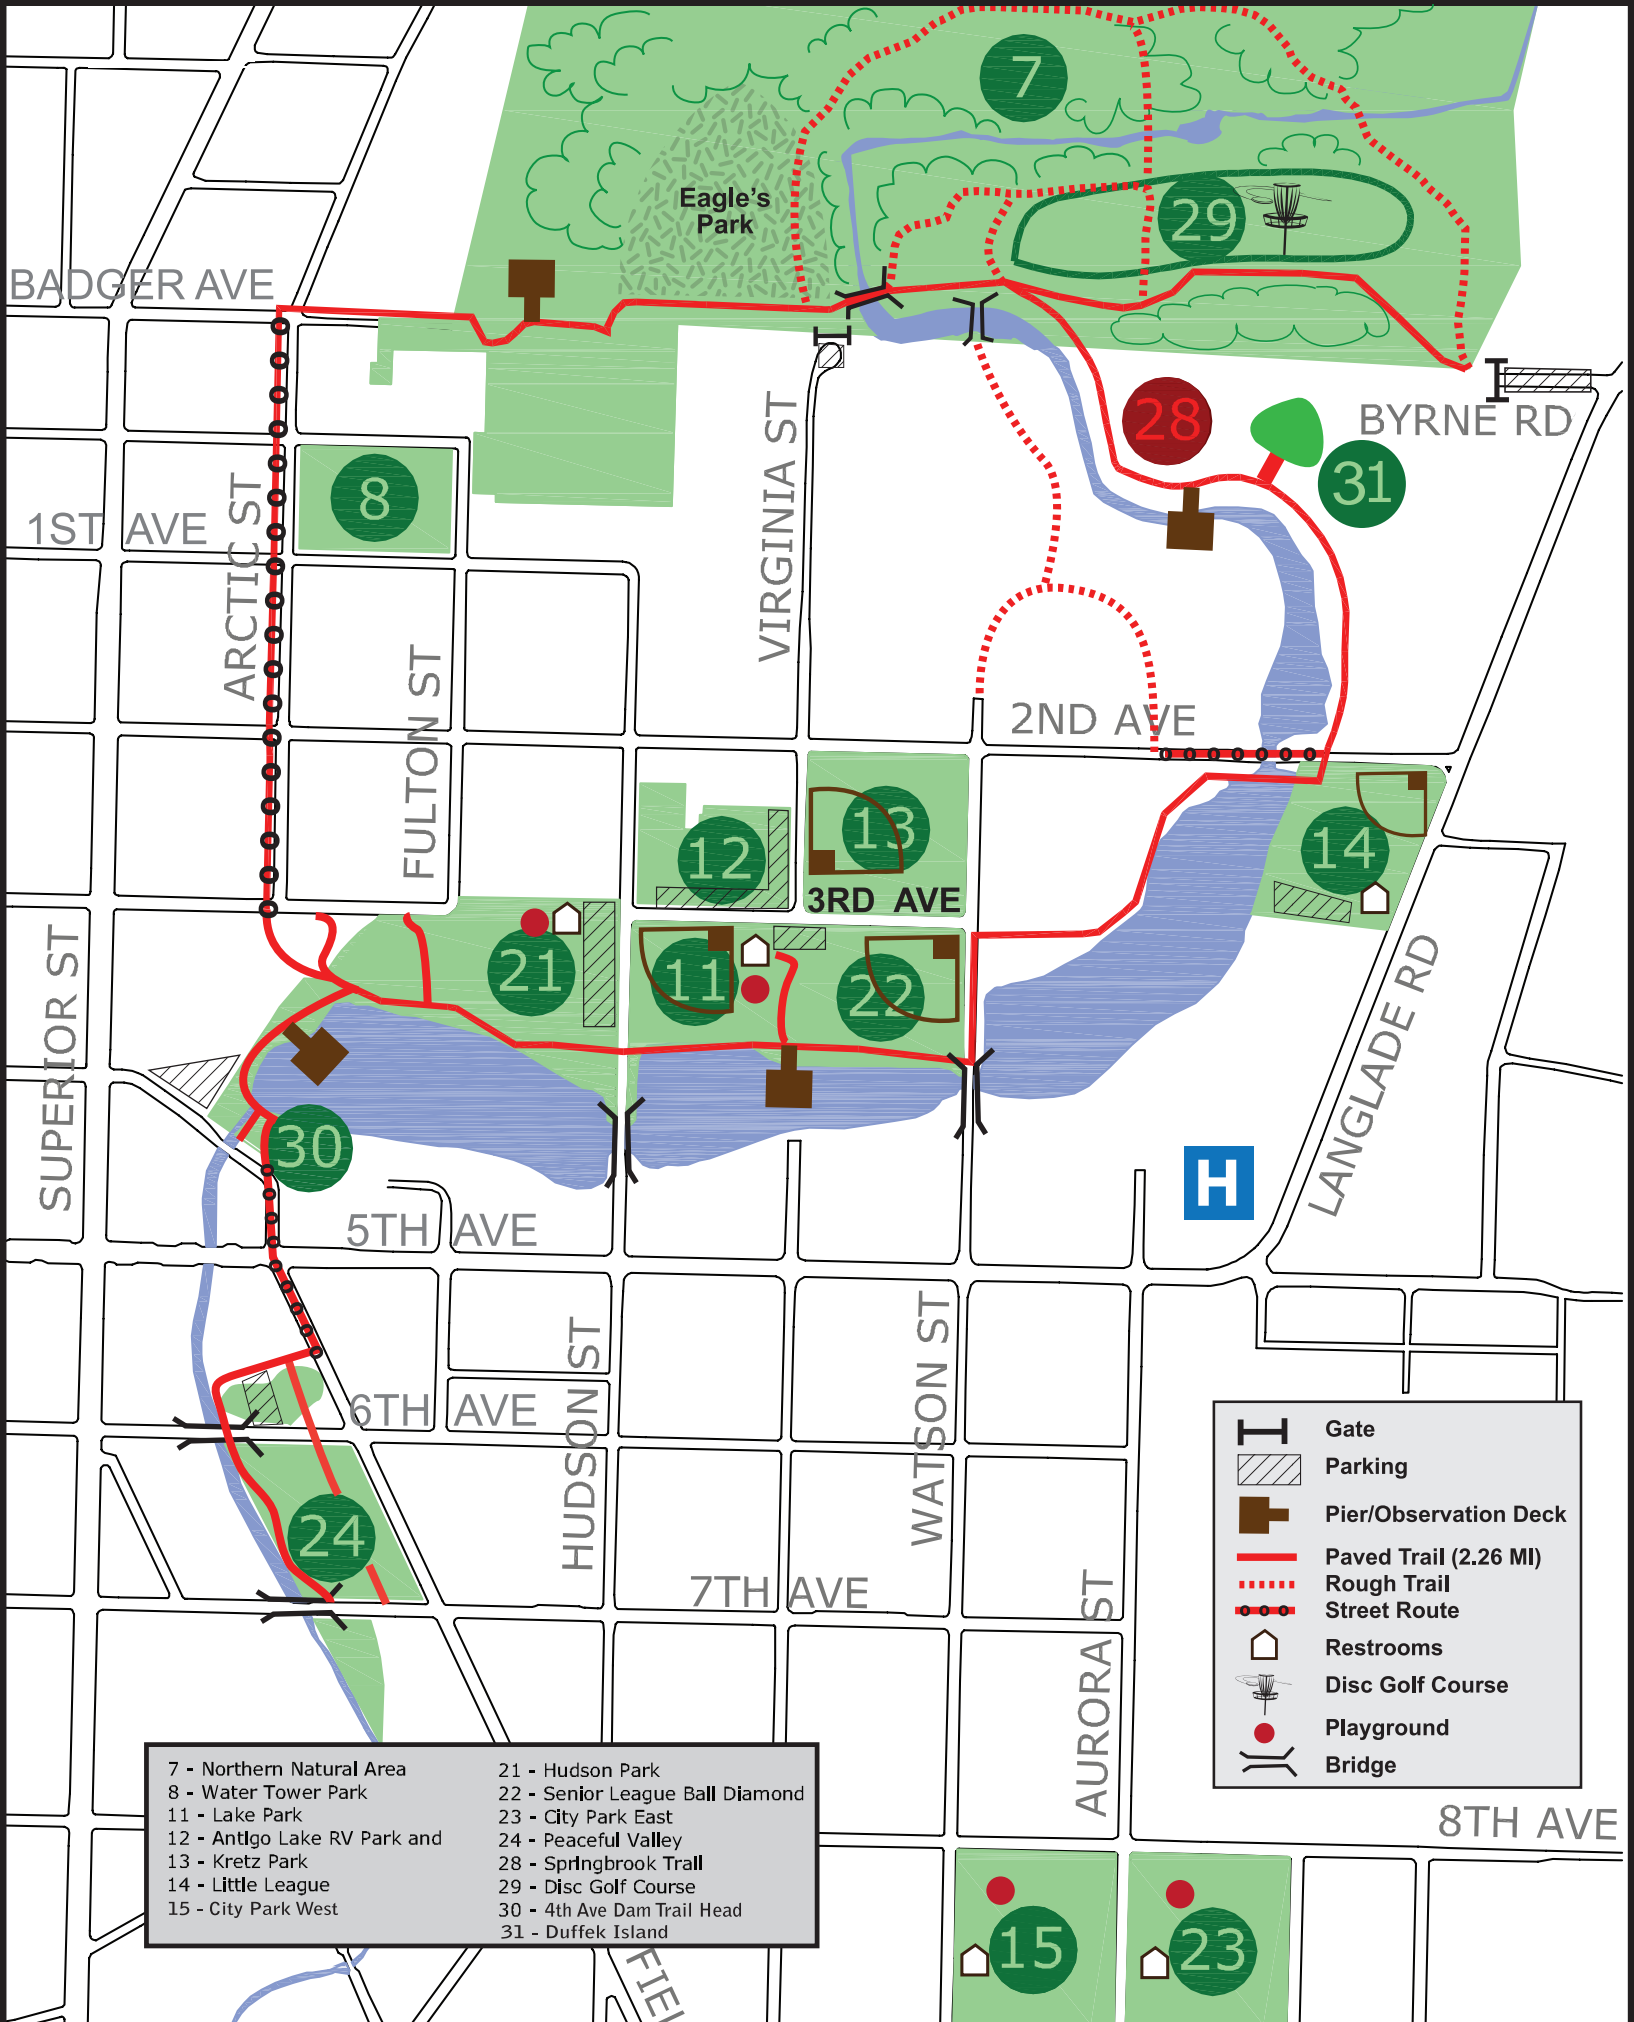 7
Eagle's
Park
29
BADGER AVE
28
BYRNE RD
31
8
1ST AVE
ARCTIC ST
VIRGINIA ST
FULTON ST
2ND AVE
13
12
14
3RD AVE
21
11
22
SUPERIOR ST
LANGLADE RD
30
H
5TH AVE
HUDSON ST
WATSON ST
6TH AVE
24
7TH AVE
AURORA ST
Gate
Parking
Pier/Observation Deck
Paved Trail (2.26 MI)
Rough Trail
Street Route
Restrooms
Disc Golf Course
Playground
Bridge
8TH AVE
7 - Northern Natural Area
8 - Water Tower Park
11 - Lake Park
12 - Antigo Lake RV Park and
13 - Kretz Park
14 - Little League
15 - City Park West
21 - Hudson Park
22 - Senior League Ball Diamond
23 - City Park East
24 - Peaceful Valley
28 - Springbrook Trail
29 - Disc Golf Course
30 - 4th Ave Dam Trail Head
31 - Duffek Island
15
23